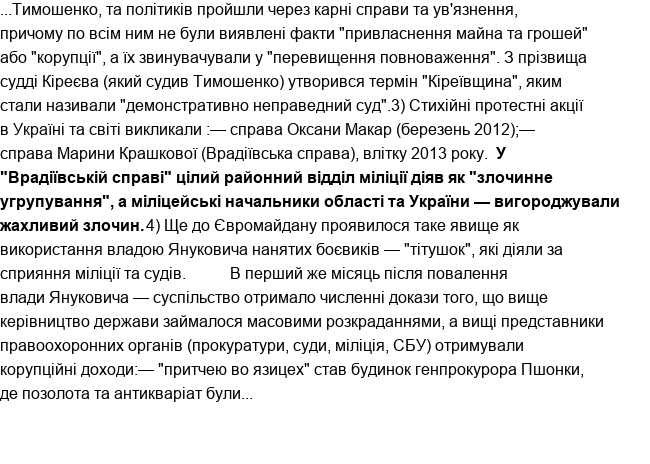 ...Тимошенко, та політиків пройшли через карні справи та ув'язнення,
причому по всім ним не були виявлені факти "привласнення майна та грошей"
або "корупції", а їх звинувачували у "перевищення повноваження". З прізвища
судді Кіреєва (який судив Тимошенко) утворився термін "Кіреївщина", яким
стали називали "демонстративно неправедний суд".3) Стихійні протестні акції
в Україні та світі викликали :— справа Оксани Макар (березень 2012);—
справа Марини Крашкової (Врадіївська справа), влітку 2013 року. У
"Врадіївській справі" цілий районний відділ міліції діяв як "злочинне
угрупування", а міліцейські начальники області та України — вигороджували
жахливий злочин.4) Ще до Євромайдану проявилося таке явище як
використання владою Януковича нанятих боєвиків — "тітушок", які діяли за
сприяння міліції та судів. В перший же місяць після повалення
влади Януковича — суспільство отримало численні докази того, що вище
керівництво держави займалося масовими розкраданнями, а вищі представники
правоохоронних органів (прокуратури, суди, міліція, СБУ) отримували
корупційні доходи:— "притчею во язицех" став будинок генпрокурора Пшонки,
де позолота та антикваріат були...